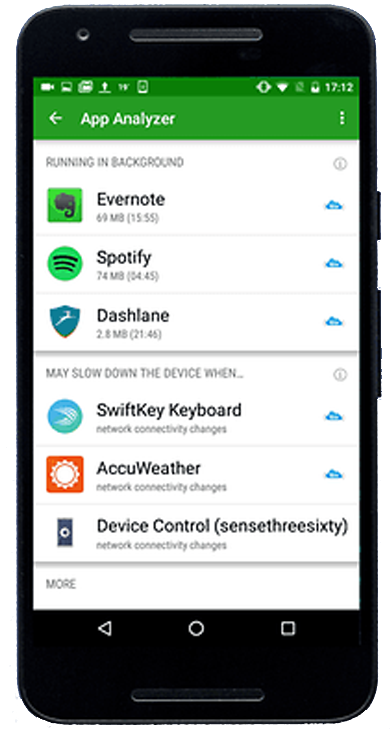 19°
17:12
App Analyzer
RUNNING IN BACKGROUND
Evernote
69 MB (15:55)
Spotify
74 MB (04:45)
Dashlane
2.8 MB (21:46)
MAY SLOW DOWN THE DEVICE WHEN...
SwiftKey Keyboard
network connectivity changes
AccuWeather
network connectivity changes
Device Control (sensethreesixty)
network connectivity changes
MORE